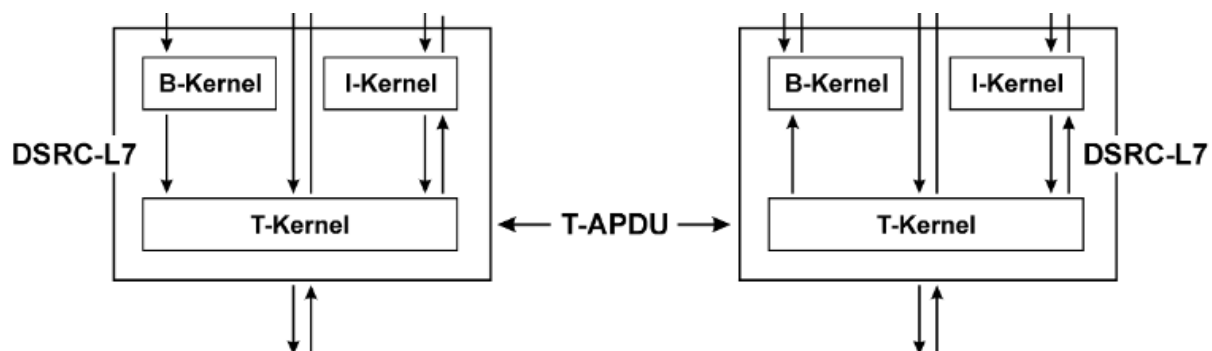 B-Kernel I-Kernel B-Kernel I-Kernel
DSRC-L7 DSRC-L7
T-Kernel T-APDU T-Kernel